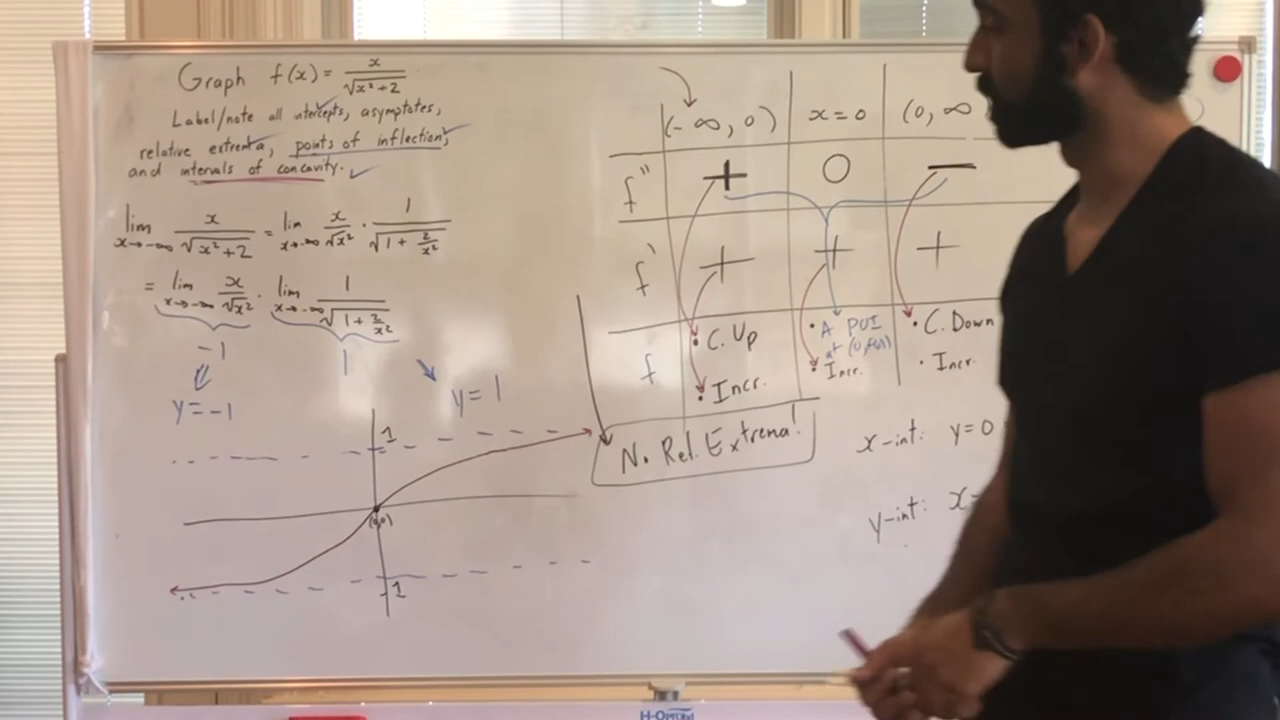 Graph f(x) = x/√(x²+2)
Label/note all intercepts, asymptotes,
relative extrema, points of inflection,
and intervals of concavity.
lim x→-∞ x/√(x²+2) = lim x→-∞ x/√x² · 1/√(1+2/x²)
= lim x→-∞ x/√x² · lim x→-∞ 1/√(1+2/x²)
-1
1
y=-1
y=1
1
(0,0)
-1
(-∞, 0) x=0 (0, ∞
f'' + 0 −
f' + + +
f
• C. Up
• Incr.
• A POI
at (0,f(0))
• Incr.
• C. Down
• Incr.
No Rel. Extrema!
x-int: y=0
y-int: x=
H-Optimal